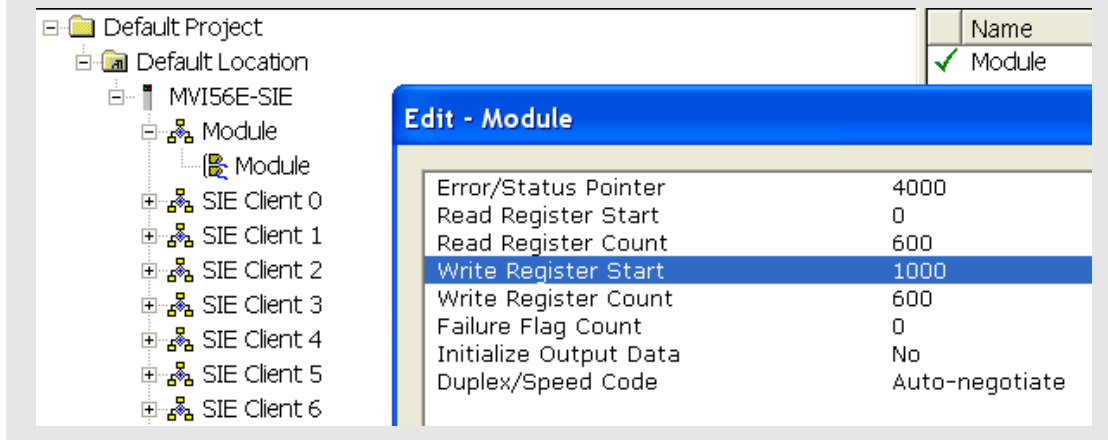 Default Project
Default Location
MVI56E-SIE
Module
Module
SIE Client 0
SIE Client 1
SIE Client 2
SIE Client 3
SIE Client 4
SIE Client 5
SIE Client 6
Name
Module
Edit - Module
Error/Status Pointer 4000
Read Register Start 0
Read Register Count 600
Write Register Start 1000
Write Register Count 600
Failure Flag Count 0
Initialize Output Data No
Duplex/Speed Code Auto-negotiate